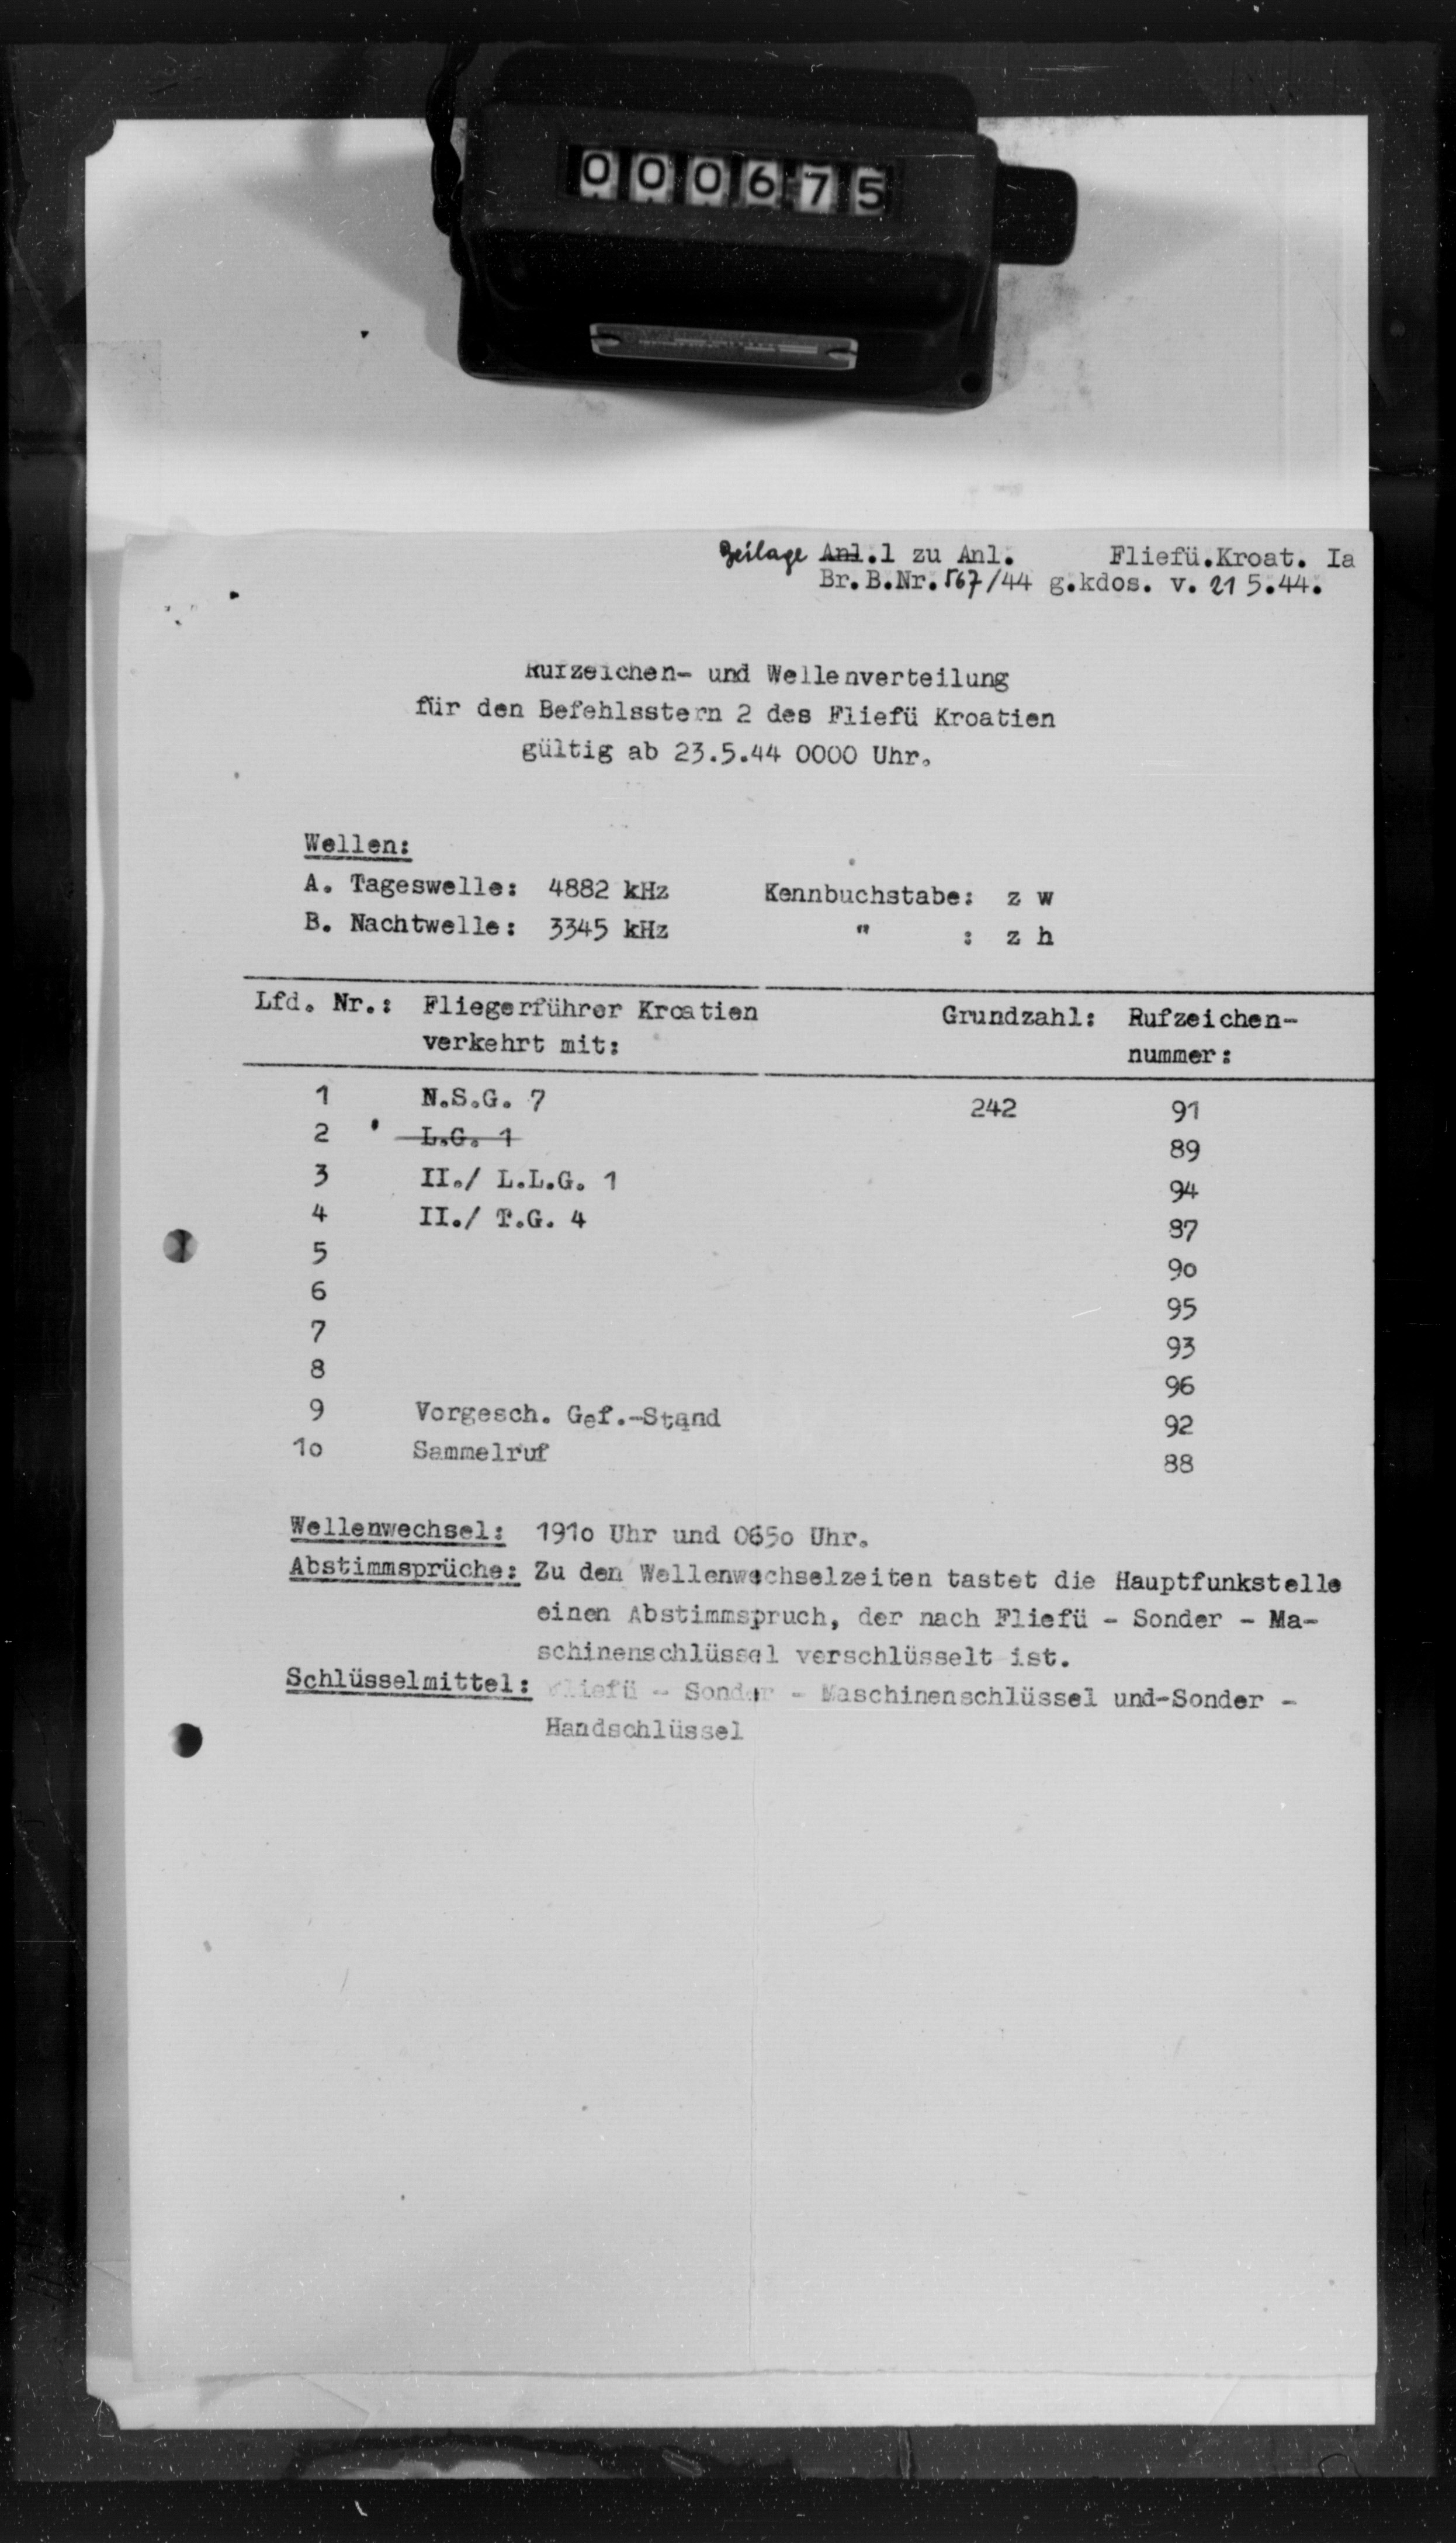 000675
Beilage Anl.1 zu Anl. Fliefü.Kroat. Ia
Br.B.Nr.567/44 g.kdos. v. 21 5.44.
Rufzeichen- und Wellenverteilung
für den Befehlsstern 2 des Fliefü Kroatien
gültig ab 23.5.44 0000 Uhr.
Wellen:
A. Tageswelle: 4882 kHz Kennbuchstabe: z w
B. Nachtwelle: 3345 kHz " : z h
Lfd. Nr.: Fliegerführer Kroatien Grundzahl: Rufzeichen-
verkehrt mit: nummer:
1 N.S.G. 7 242 91
2 L.G. 1 89
3 II./ L.L.G. 1 94
4 II./ T.G. 4 87
5 90
6 95
7 93
8 96
9 Vorgesch. Gef.-Stand 92
10 Sammelruf 88
Wellenwechsel: 1910 Uhr und 0650 Uhr.
Abstimmsprüche: Zu den Wellenwechselzeiten tastet die Hauptfunkstelle
einen Abstimmspruch, der nach Fliefü - Sonder - Ma-
schinenschlüssel verschlüsselt ist.
Schlüsselmittel: Fliefü - Sonder - Maschinenschlüssel und-Sonder -
Handschlüssel